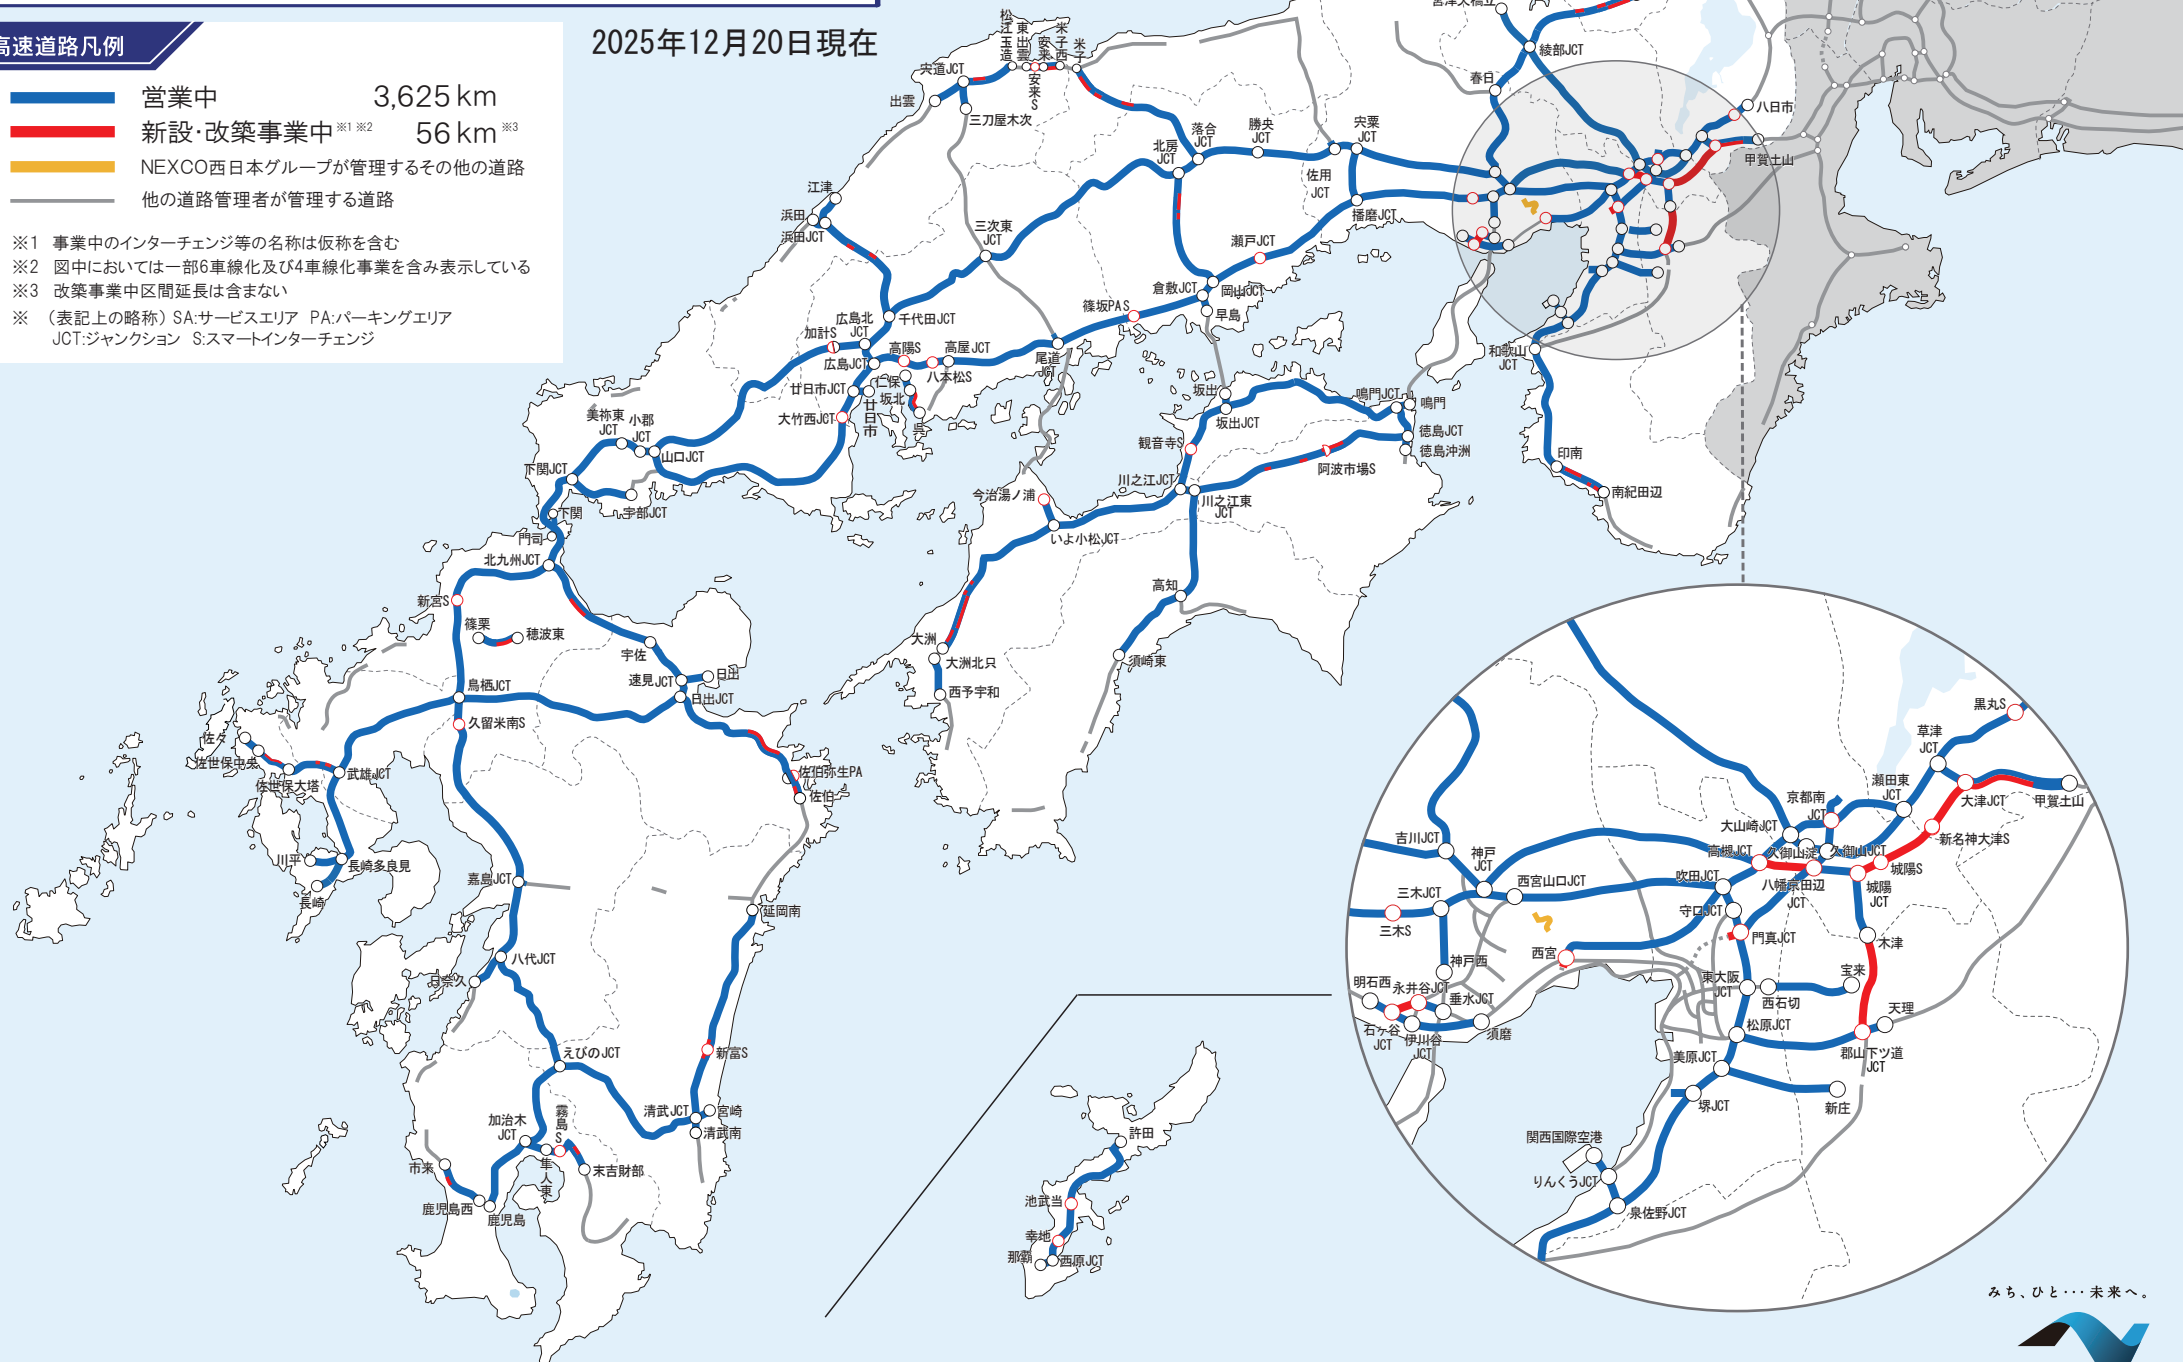 高速道路凡例
2025年12月20日現在
営業中 3,625km
新設・改築事業中※1 ※2 56km※3
NEXCO西日本グループが管理するその他の道路
他の道路管理者が管理する道路
※1 事業中のインターチェンジ等の名称は仮称を含む
※2 図中においては一部6車線化及び4車線化事業を含み表示している
※3 改築事業中区間延長は含まない
※ （表記上の略称）SA:サービスエリア PA:パーキングエリア
JCT:ジャンクション S:スマートインターチェンジ
松江玉造
東出雲
安来
米子西
米子
安来S
宍道JCT
出雲
三刀屋木次
江津
浜田
浜田JCT
三次東JCT
北房JCT
落合JCT
勝央JCT
佐用JCT
宍粟JCT
播磨JCT
瀬戸JCT
岡山JCT
倉敷JCT
早島
篠坂PAS
尾道JCT
千代田JCT
広島北JCT
加計S
広島JCT
高陽S
高屋JCT
八本松S
仁保
坂北
呉
廿日市JCT
廿日市
大竹西JCT
美祢東JCT
小郡JCT
山口JCT
下関JCT
宇部JCT
下関
門司
北九州JCT
新宮S
篠栗
穂波東
宇佐
速見JCT
日出
日出JCT
鳥栖JCT
久留米南S
佐々
佐世保中央
佐世保大塔
武雄JCT
川平
長崎多良見
長崎
佐伯弥生PA
佐伯
嘉島JCT
延岡南
八代JCT
日奈久
えびのJCT
新富S
清武JCT
宮崎
清武南
加治木JCT
霧島S
隼人東
末吉財部
市来
鹿児島西
鹿児島
坂出
坂出JCT
鳴門JCT
鳴門
徳島JCT
徳島沖洲
観音寺S
阿波市場S
川之江JCT
川之江東JCT
今治湯ノ浦
いよ小松JCT
高知
須崎東
大洲
大洲北只
西予宇和
綾部JCT
春日
八日市
甲賀土山
和歌山JCT
印南
南紀田辺
許田
池武当
幸地
那覇
西原JCT
黒丸S
草津JCT
瀬田東JCT
大津JCT
甲賀土山
京都南JCT
大山崎JCT
新名神大津S
吉川JCT
神戸JCT
高槻JCT
久御山淀
久御山JCT
城陽S
城陽JCT
八幡京田辺JCT
三木JCT
西宮山口JCT
吹田JCT
守口JCT
三木S
門真JCT
木津
西宮
神戸西
明石西
永井谷JCT
垂水JCT
石ヶ谷JCT
伊川谷JCT
須磨
東大阪JCT
西石切
宝来
天理
松原JCT
郡山下ツ道JCT
美原JCT
堺JCT
新庄
関西国際空港
りんくうJCT
泉佐野JCT
みち、ひと・・・未来へ。